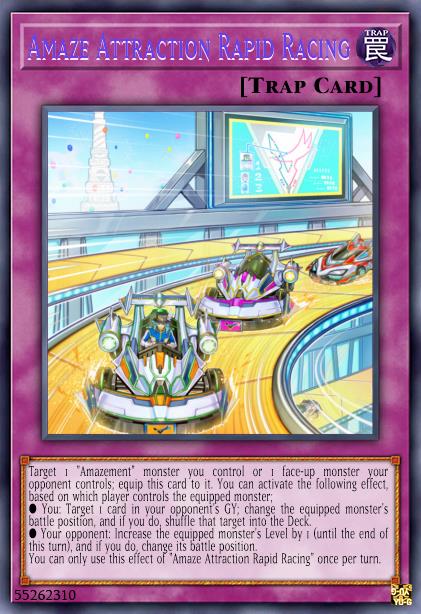 AMAZE ATTRACTION RAPID RACING
TRAP
罠
[TRAP CARD]
1
2
3
Target 1 "Amazement" monster you control or 1 face-up monster your
opponent controls; equip this card to it. You can activate the following effect,
based on which player controls the equipped monster;
● You: Target 1 card in your opponent's GY; change the equipped monster's
battle position, and if you do, shuffle that target into the Deck.
● Your opponent: Increase the equipped monster's Level by 1 (until the end of
this turn), and if you do, change its battle position.
You can only use this effect of "Amaze Attraction Rapid Racing" once per turn.
55262310